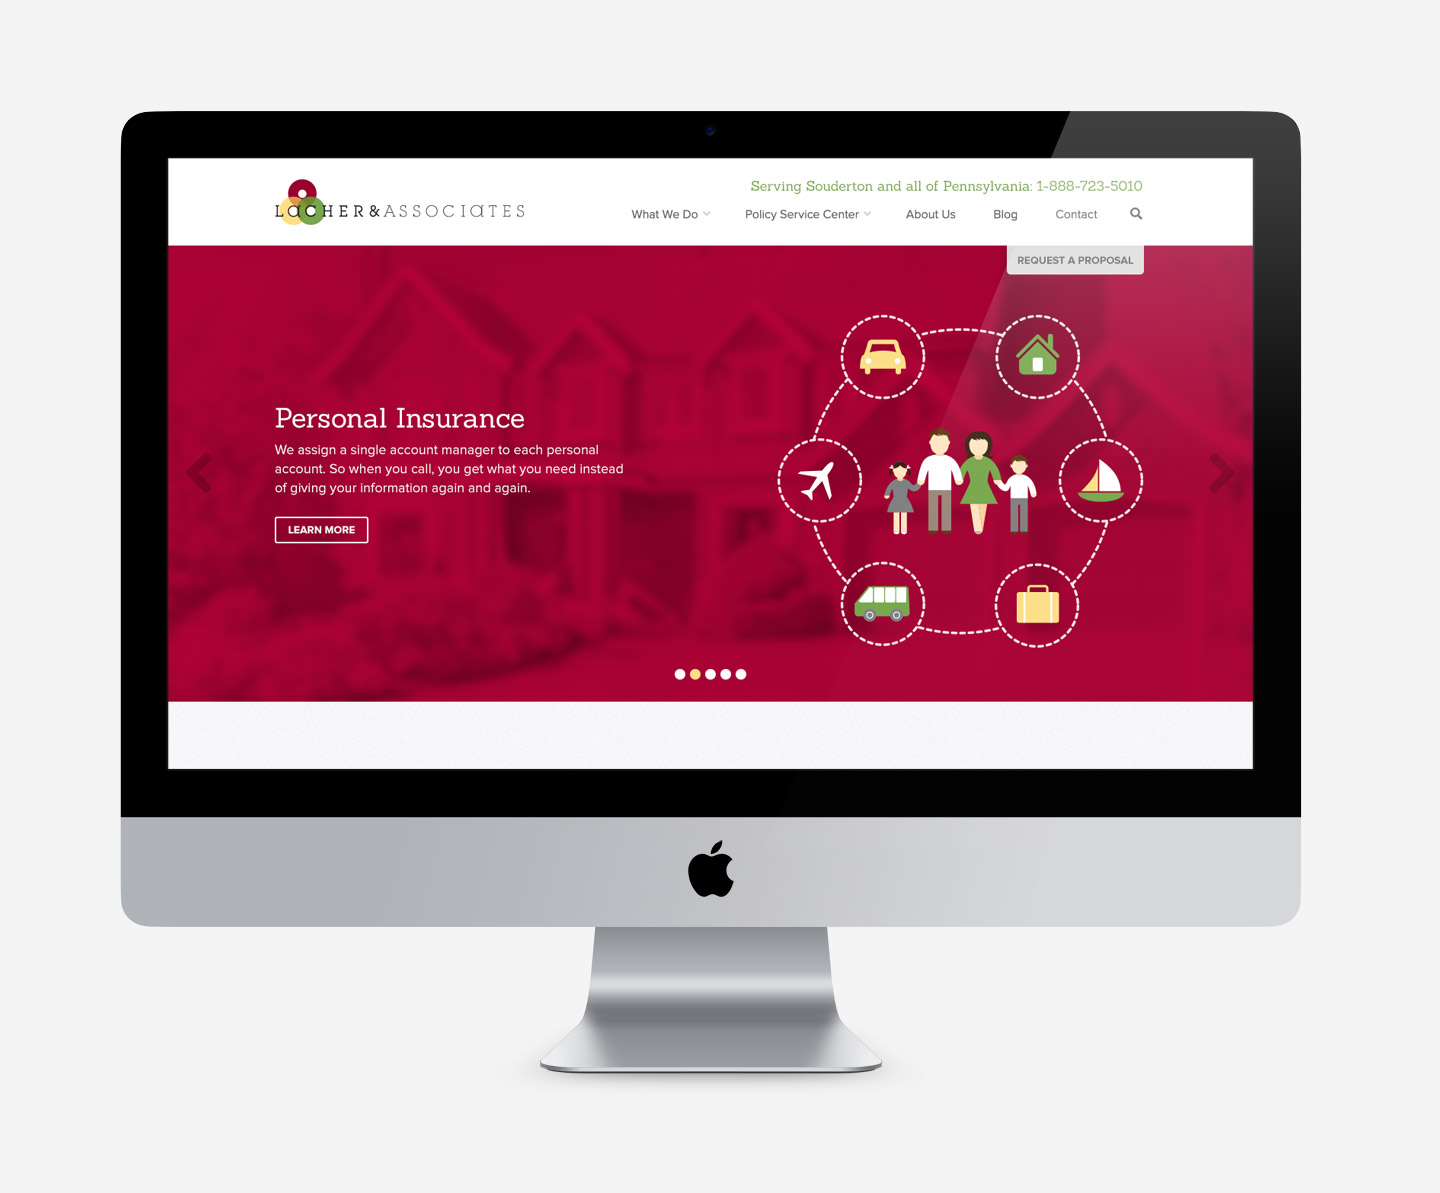 Serving Souderton and all of Pennsylvania: 1-888-723-5010
LACHER&ASSOCIATES
What We Do
Policy Service Center
About Us
Blog
Contact
REQUEST A PROPOSAL
Personal Insurance
We assign a single account manager to each personal
account. So when you call, you get what you need instead
of giving your information again and again.
LEARN MORE